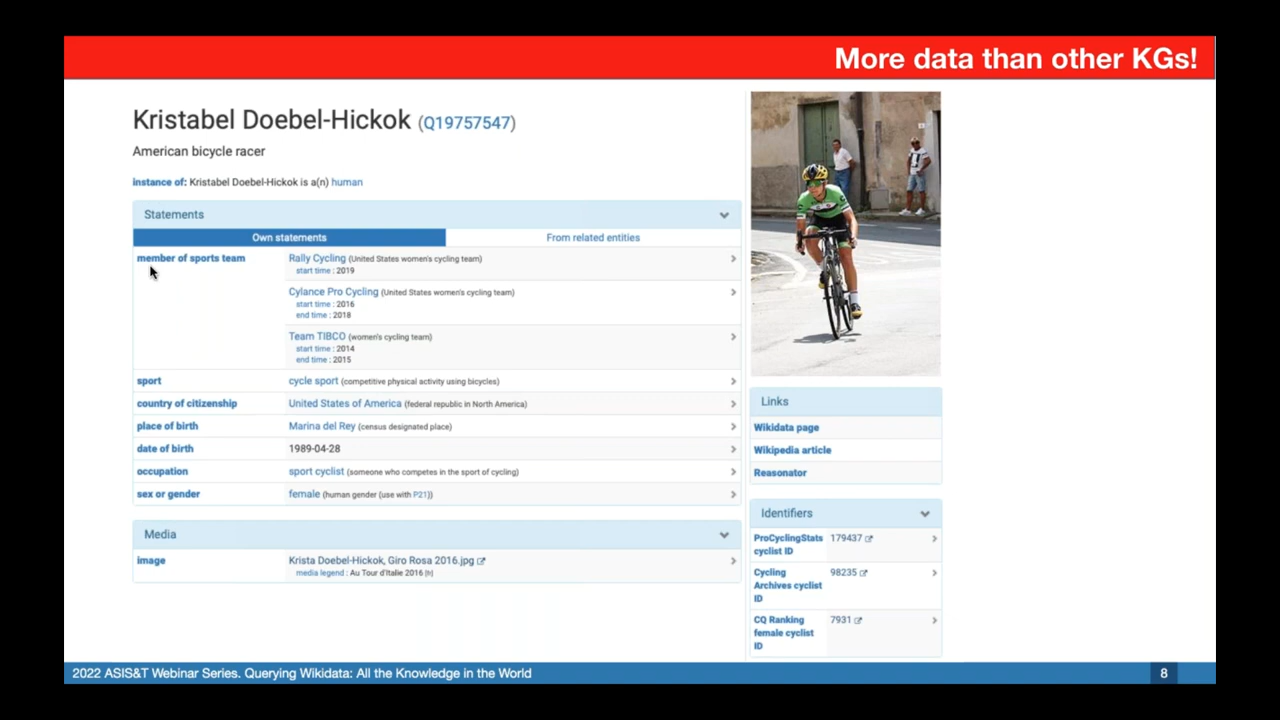 More data than other KGs!
Kristabel Doebel-Hickok (Q19757547)
American bicycle racer
instance of: Kristabel Doebel-Hickok is a(n) human
Statements
Own statements
From related entities
member of sports team
Rally Cycling (United States women's cycling team)
start time : 2019
Cylance Pro Cycling (United States women's cycling team)
start time : 2016
end time : 2018
Team TIBCO (women's cycling team)
start time : 2014
end time : 2015
sport cycle sport (competitive physical activity using bicycles)
country of citizenship United States of America (federal republic in North America)
place of birth Marina del Rey (census designated place)
date of birth 1989-04-28
occupation sport cyclist (someone who competes in the sport of cycling)
sex or gender female (human gender (use with P21))
Media
image Krista Doebel-Hickok, Giro Rosa 2016.jpg
media legend : Au Tour d'Italie 2016 [fr]
Links
Wikidata page
Wikipedia article
Reasonator
Identifiers
ProCyclingStats 179437
cyclist ID
Cycling 98235
Archives cyclist
ID
CQ Ranking 7931
female cyclist
ID
2022 ASIS&T Webinar Series. Querying Wikidata: All the Knowledge in the World
8